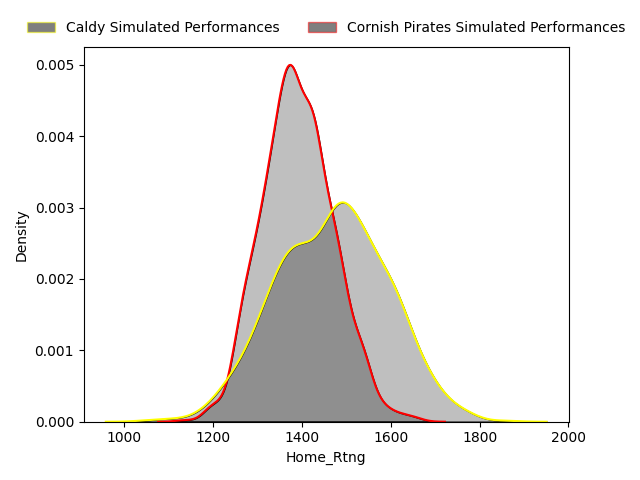 Caldy Simulated Performances
Cornish Pirates Simulated Performances
0.005
0.004
0.003
0.002
0.001
0.000
Density
1000 1200 1400 1600 1800 2000
Home_Rtng